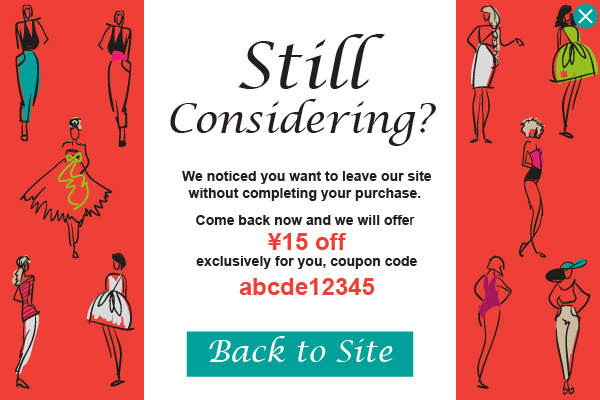 Still
Considering?
We noticed you want to leave our site
without completing your purchase.
Come back now and we will offer
¥15 off
exclusively for you, coupon code
abcde12345
Back to Site